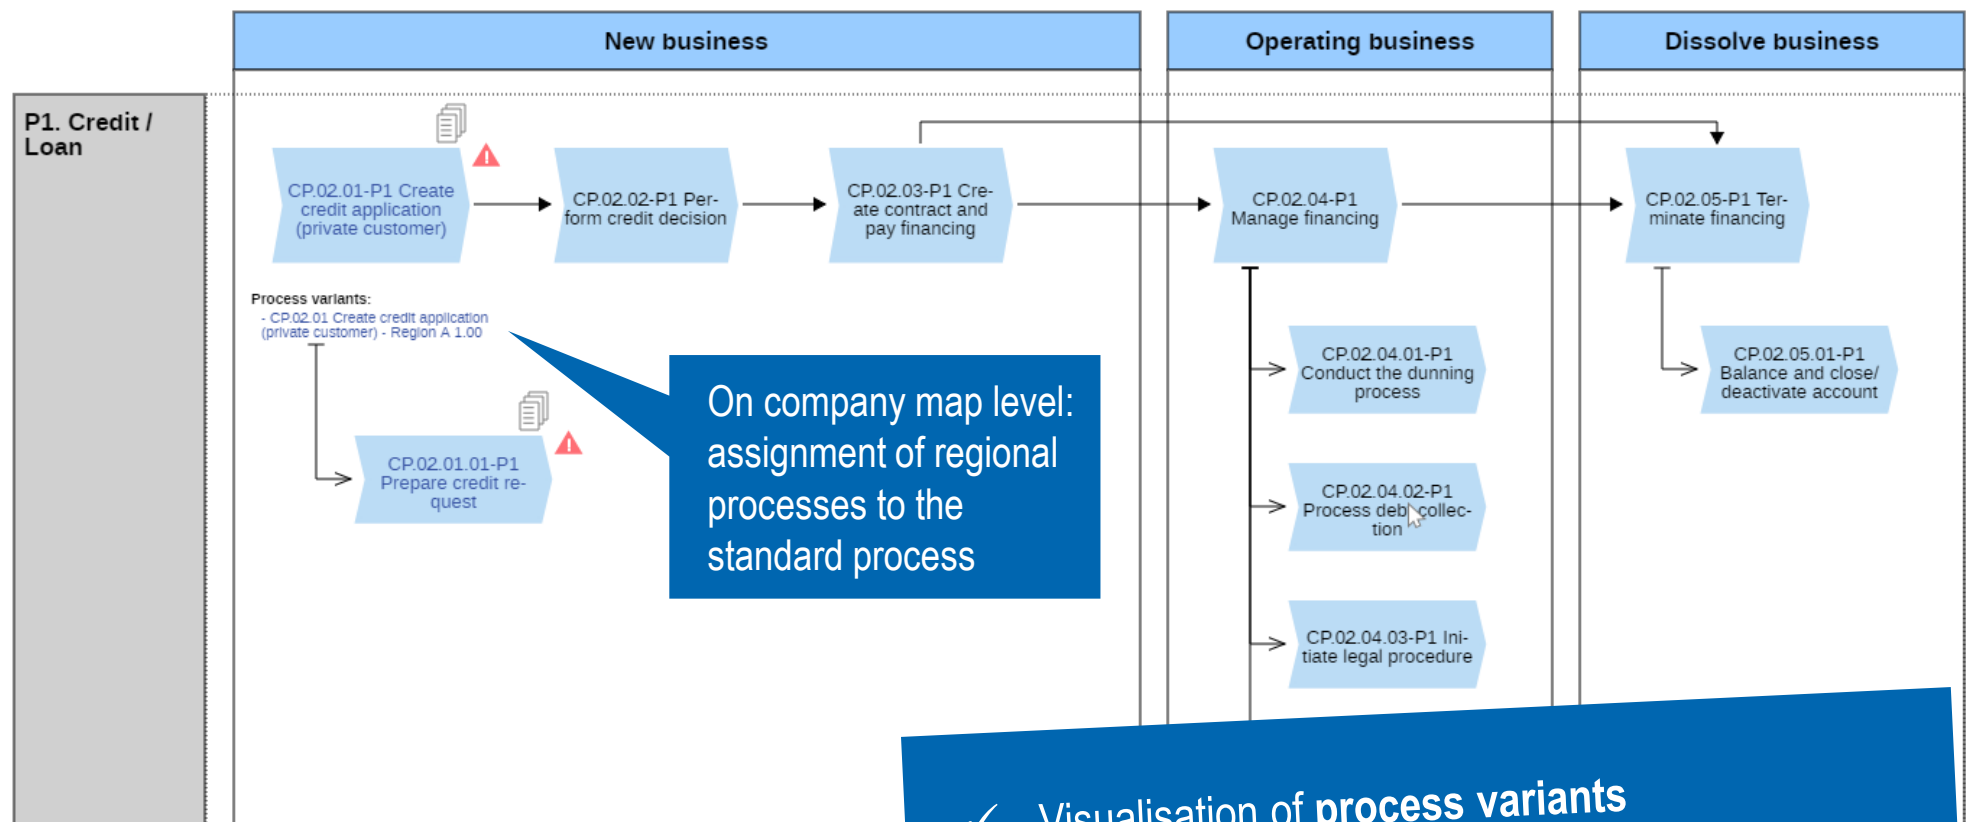 New business
Operating business
Dissolve business
P1. Credit /
Loan
CP.02.01-P1 Create
credit application
(private customer)
CP.02.02-P1 Per-
form credit decision
CP.02.03-P1 Cre-
ate contract and
pay financing
CP.02.04-P1
Manage financing
CP.02.05-P1 Ter-
minate financing
Process variants:
- CP.02.01 Create credit application
(private customer) - Region A 1.00
CP.02.01.01-P1
Prepare credit re-
quest
On company map level:
assignment of regional
processes to the
standard process
CP.02.04.01-P1
Conduct the dunning
process
CP.02.05.01-P1
Balance and close/
deactivate account
CP.02.04.02-P1
Process debt collec-
tion
CP.02.04.03-P1 Ini-
tiate legal procedure
✓ Visualisation of process variants